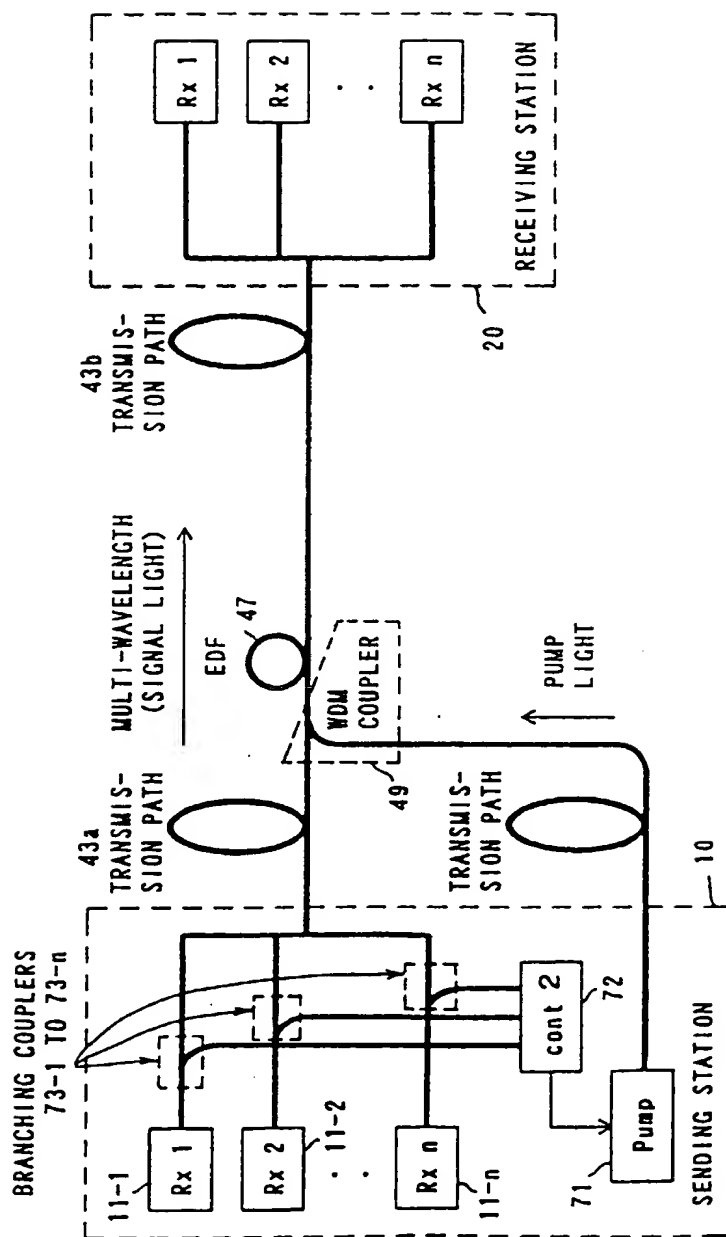 BRANCHING COUPLERS
73-1 TO 73-n
11-1
Rx 1
11-2
Rx 2
. .
11-n
Rx n
cont 2
72
Pump
71
SENDING STATION
10
43a
TRANSMIS-
SION PATH
TRANSMIS-
SION PATH
MULTI-WAVELENGTH
(SIGNAL LIGHT)
EDF
47
WDM
COUPLER
49
PUMP
LIGHT
43b
TRANSMIS-
SION PATH
Rx 1
Rx 2
. .
Rx n
RECEIVING STATION
20